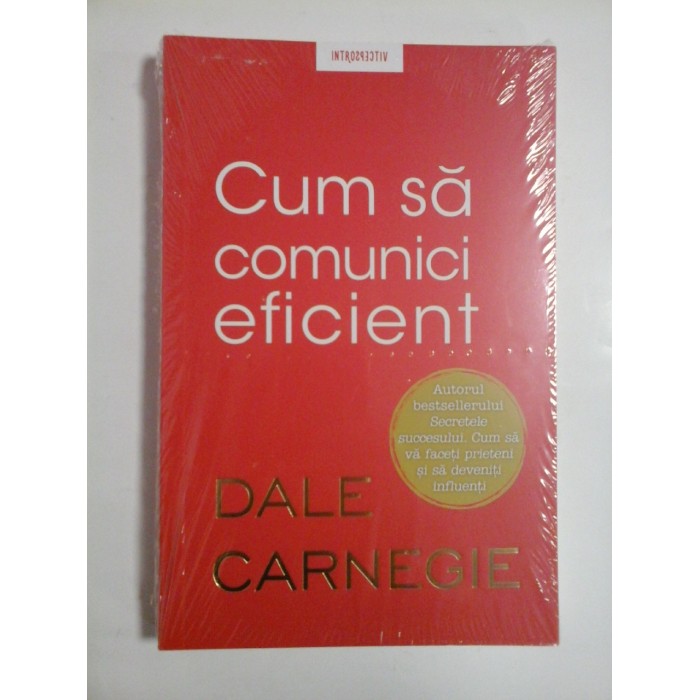 INTROSPECTIV
Cum să
comunici
eficient
Autorul
bestsellerului
Secretele
succesului. Cum să
vă faceți prieteni
și să deveniți
influenți
DALE
CARNEGIE